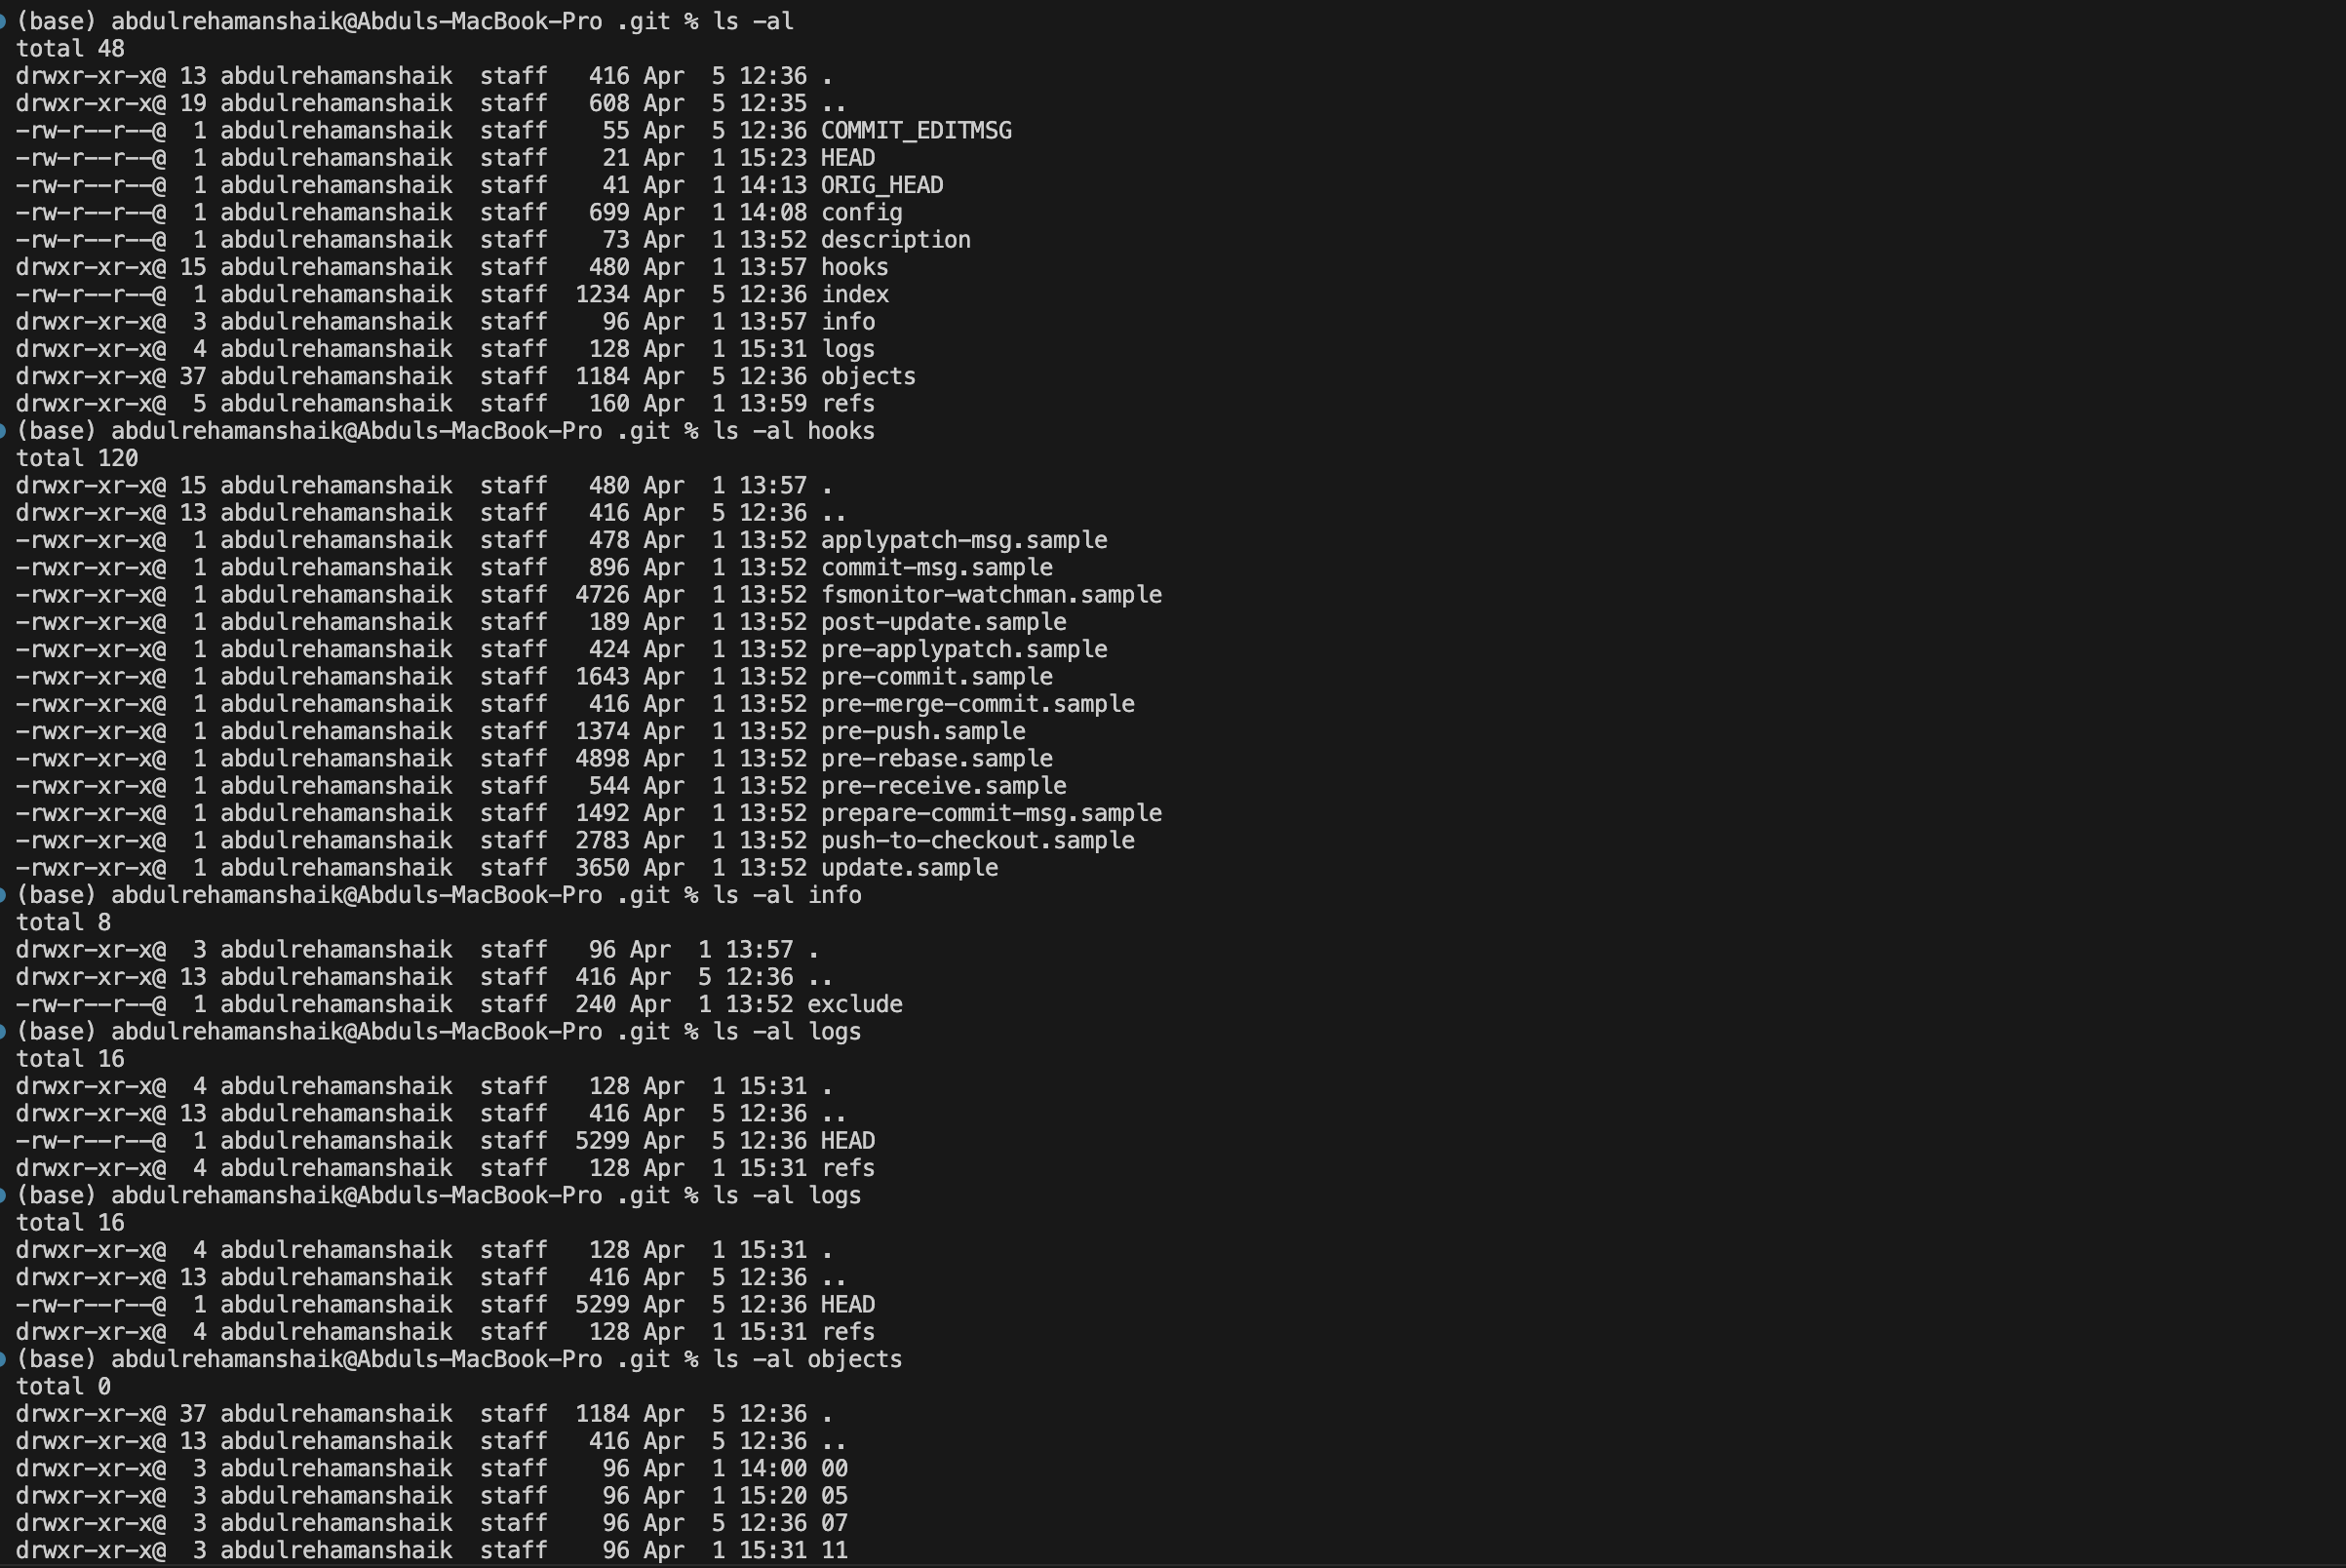 (base) abdulrehamanshaik@Abduls-MacBook-Pro .git % ls -al
total 48
drwxr-xr-x@ 13 abdulrehamanshaik  staff   416 Apr  5 12:36 .
drwxr-xr-x@ 19 abdulrehamanshaik  staff   608 Apr  5 12:35 ..
-rw-r--r--@  1 abdulrehamanshaik  staff    55 Apr  5 12:36 COMMIT_EDITMSG
-rw-r--r--@  1 abdulrehamanshaik  staff    21 Apr  1 15:23 HEAD
-rw-r--r--@  1 abdulrehamanshaik  staff    41 Apr  1 14:13 ORIG_HEAD
-rw-r--r--@  1 abdulrehamanshaik  staff   699 Apr  1 14:08 config
-rw-r--r--@  1 abdulrehamanshaik  staff    73 Apr  1 13:52 description
drwxr-xr-x@ 15 abdulrehamanshaik  staff   480 Apr  1 13:57 hooks
-rw-r--r--@  1 abdulrehamanshaik  staff  1234 Apr  5 12:36 index
drwxr-xr-x@  3 abdulrehamanshaik  staff    96 Apr  1 13:57 info
drwxr-xr-x@  4 abdulrehamanshaik  staff   128 Apr  1 15:31 logs
drwxr-xr-x@ 37 abdulrehamanshaik  staff  1184 Apr  5 12:36 objects
drwxr-xr-x@  5 abdulrehamanshaik  staff   160 Apr  1 13:59 refs
(base) abdulrehamanshaik@Abduls-MacBook-Pro .git % ls -al hooks
total 120
drwxr-xr-x@ 15 abdulrehamanshaik  staff   480 Apr  1 13:57 .
drwxr-xr-x@ 13 abdulrehamanshaik  staff   416 Apr  5 12:36 ..
-rwxr-xr-x@  1 abdulrehamanshaik  staff   478 Apr  1 13:52 applypatch-msg.sample
-rwxr-xr-x@  1 abdulrehamanshaik  staff   896 Apr  1 13:52 commit-msg.sample
-rwxr-xr-x@  1 abdulrehamanshaik  staff  4726 Apr  1 13:52 fsmonitor-watchman.sample
-rwxr-xr-x@  1 abdulrehamanshaik  staff   189 Apr  1 13:52 post-update.sample
-rwxr-xr-x@  1 abdulrehamanshaik  staff   424 Apr  1 13:52 pre-applypatch.sample
-rwxr-xr-x@  1 abdulrehamanshaik  staff  1643 Apr  1 13:52 pre-commit.sample
-rwxr-xr-x@  1 abdulrehamanshaik  staff   416 Apr  1 13:52 pre-merge-commit.sample
-rwxr-xr-x@  1 abdulrehamanshaik  staff  1374 Apr  1 13:52 pre-push.sample
-rwxr-xr-x@  1 abdulrehamanshaik  staff  4898 Apr  1 13:52 pre-rebase.sample
-rwxr-xr-x@  1 abdulrehamanshaik  staff   544 Apr  1 13:52 pre-receive.sample
-rwxr-xr-x@  1 abdulrehamanshaik  staff  1492 Apr  1 13:52 prepare-commit-msg.sample
-rwxr-xr-x@  1 abdulrehamanshaik  staff  2783 Apr  1 13:52 push-to-checkout.sample
-rwxr-xr-x@  1 abdulrehamanshaik  staff  3650 Apr  1 13:52 update.sample
(base) abdulrehamanshaik@Abduls-MacBook-Pro .git % ls -al info
total 8
drwxr-xr-x@  3 abdulrehamanshaik  staff   96 Apr  1 13:57 .
drwxr-xr-x@ 13 abdulrehamanshaik  staff  416 Apr  5 12:36 ..
-rw-r--r--@  1 abdulrehamanshaik  staff  240 Apr  1 13:52 exclude
(base) abdulrehamanshaik@Abduls-MacBook-Pro .git % ls -al logs
total 16
drwxr-xr-x@  4 abdulrehamanshaik  staff   128 Apr  1 15:31 .
drwxr-xr-x@ 13 abdulrehamanshaik  staff   416 Apr  5 12:36 ..
-rw-r--r--@  1 abdulrehamanshaik  staff  5299 Apr  5 12:36 HEAD
drwxr-xr-x@  4 abdulrehamanshaik  staff   128 Apr  1 15:31 refs
(base) abdulrehamanshaik@Abduls-MacBook-Pro .git % ls -al logs
total 16
drwxr-xr-x@  4 abdulrehamanshaik  staff   128 Apr  1 15:31 .
drwxr-xr-x@ 13 abdulrehamanshaik  staff   416 Apr  5 12:36 ..
-rw-r--r--@  1 abdulrehamanshaik  staff  5299 Apr  5 12:36 HEAD
drwxr-xr-x@  4 abdulrehamanshaik  staff   128 Apr  1 15:31 refs
(base) abdulrehamanshaik@Abduls-MacBook-Pro .git % ls -al objects
total 0
drwxr-xr-x@ 37 abdulrehamanshaik  staff  1184 Apr  5 12:36 .
drwxr-xr-x@ 13 abdulrehamanshaik  staff   416 Apr  5 12:36 ..
drwxr-xr-x@  3 abdulrehamanshaik  staff    96 Apr  1 14:00 00
drwxr-xr-x@  3 abdulrehamanshaik  staff    96 Apr  1 15:20 05
drwxr-xr-x@  3 abdulrehamanshaik  staff    96 Apr  5 12:36 07
drwxr-xr-x@  3 abdulrehamanshaik  staff    96 Apr  1 15:31 11